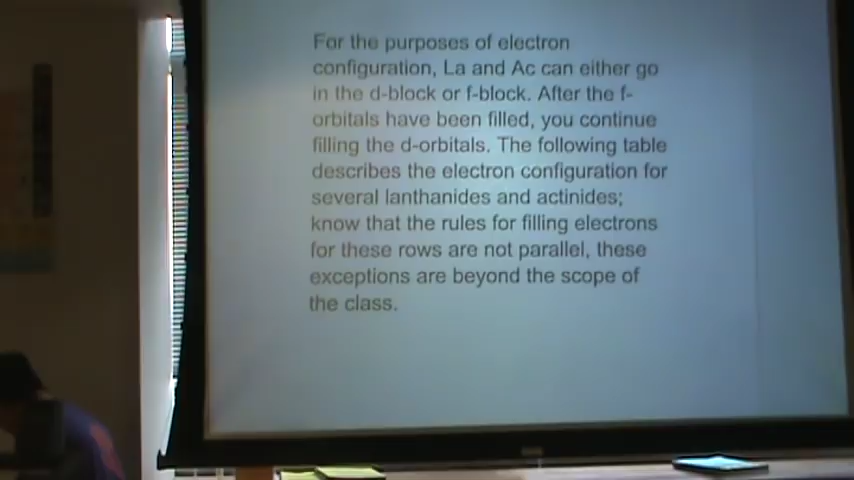 For the purposes of electron
configuration, La and Ac can either go
in the d-block or f-block. After the f-
orbitals have been filled, you continue
filling the d-orbitals. The following table
describes the electron configuration for
several lanthanides and actinides;
know that the rules for filling electrons
for these rows are not parallel, these
exceptions are beyond the scope of
the class.